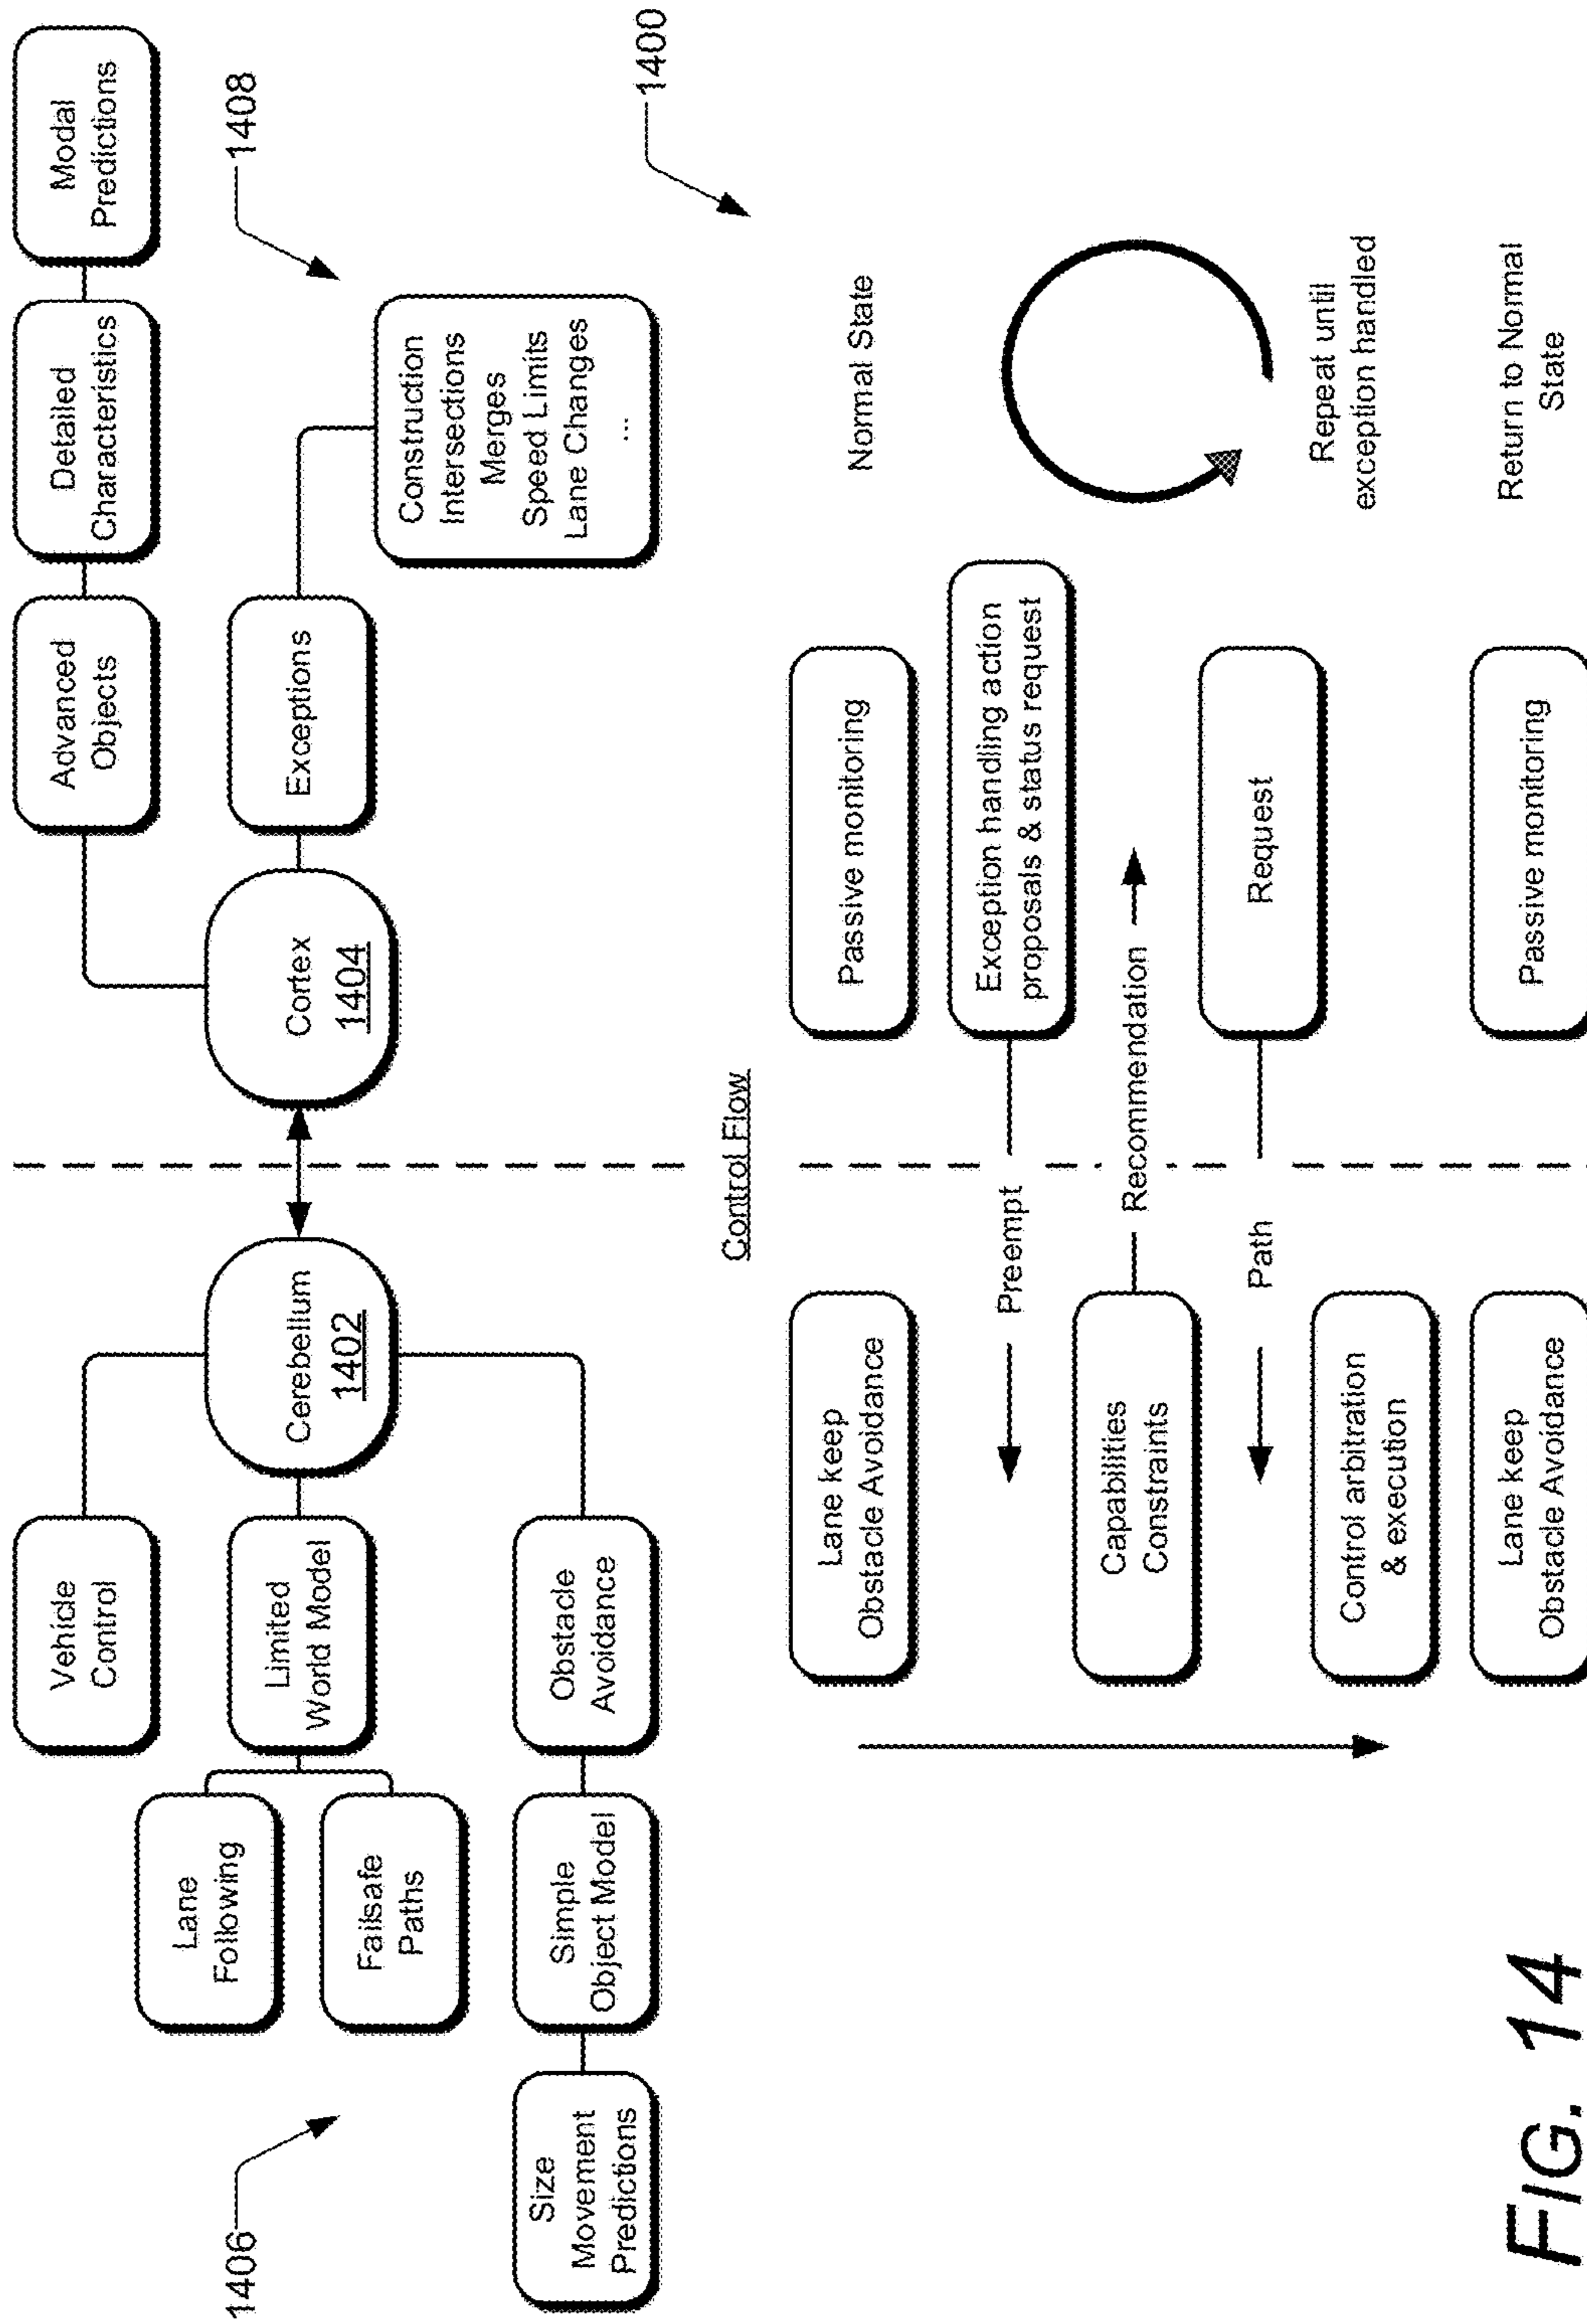 Vehicle
Control
Advanced
Objects
Detailed
Characteristics
Modal
Predictions
Lane
Following
1406
1408
Limited
World Model
Cerebellum
1402
Cortex
1404
Exceptions
Failsafe
Paths
Construction
Intersections
Merges
Speed Limits
Lane Changes
...
Size
Movement
Predictions
Simple
Object Model
Obstacle
Avoidance
1400
Control Flow
Lane keep
Obstacle Avoidance
Passive monitoring
Normal State
Preempt
Exception handling action
proposals & status request
Capabilities
Constraints
Recommendation
Path
Request
Repeat until
exception handled
Control arbitration
& execution
Lane keep
Obstacle Avoidance
Passive monitoring
Return to Normal
State
FIG. 14